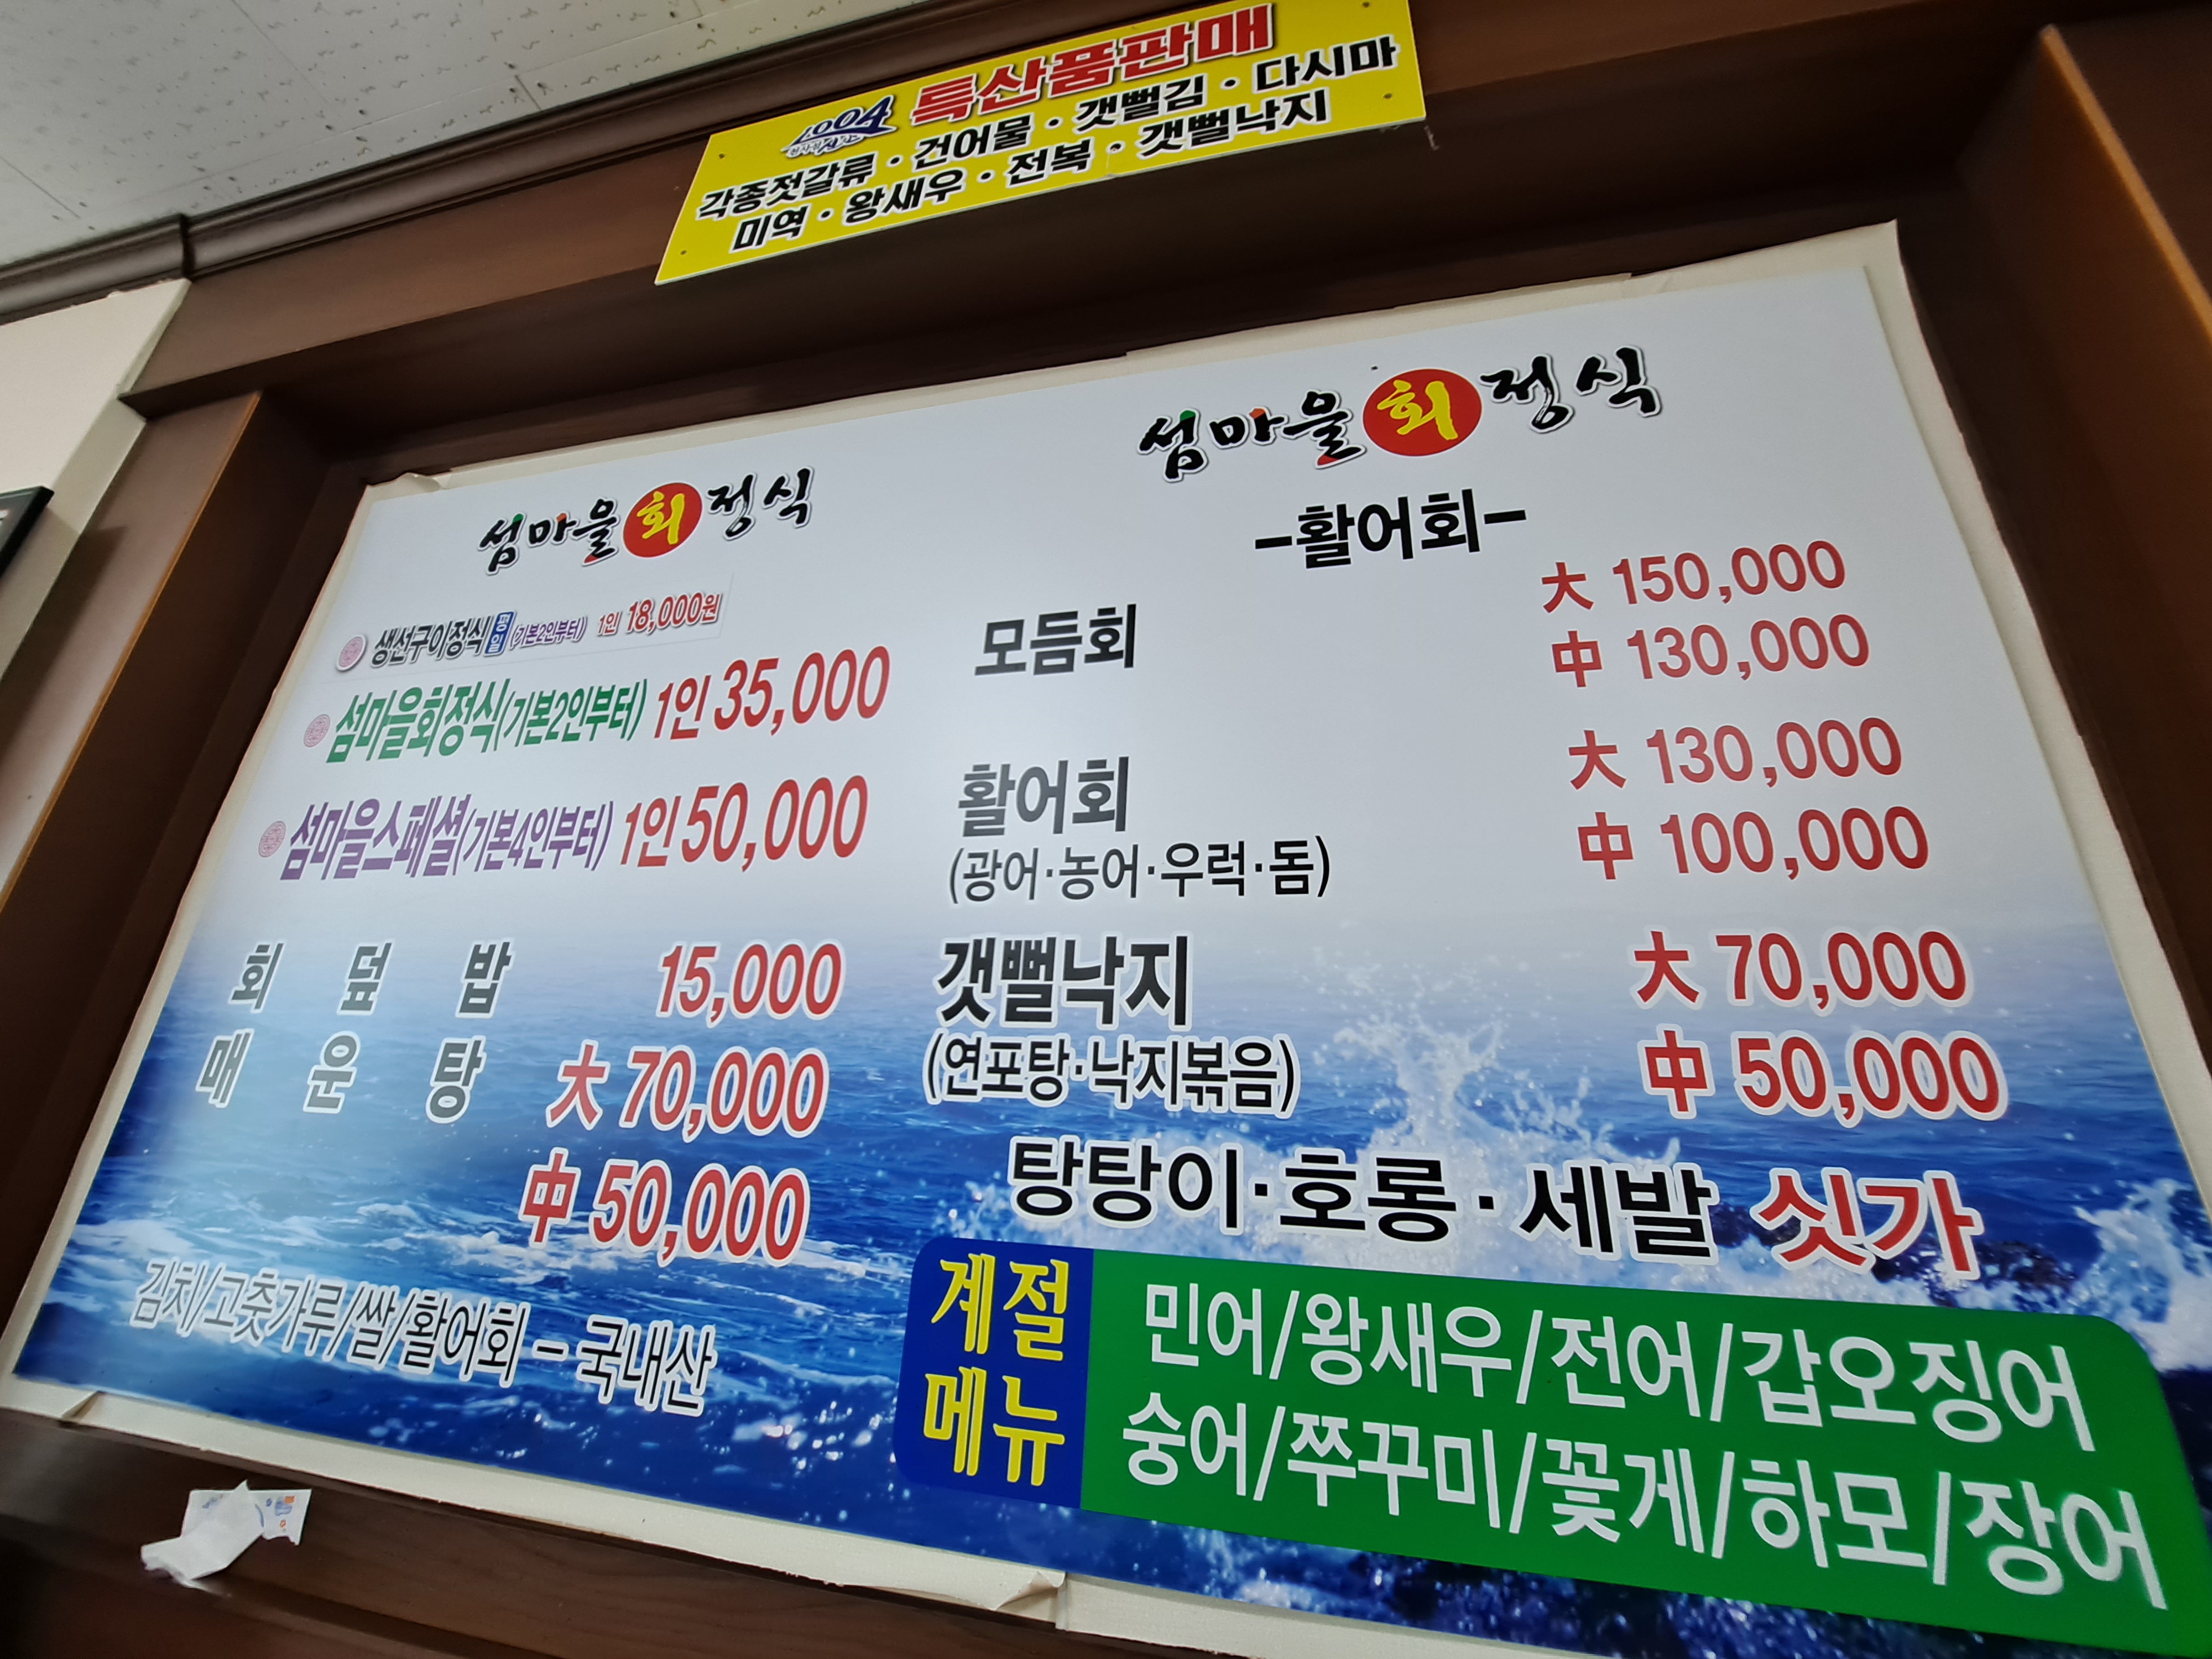 1004 특산품판매
각종젓갈류 · 건어물 · 갯뻘김 · 다시마
미역 · 왕새우 · 전복 · 갯뻘낙지
섬마을회정식
생선구이정식 평일 (기본2인부터) 1인 18,000원
섬마을회정식(기본2인부터) 1인 35,000
섬마을스페셜(기본4인부터) 1인 50,000
회 덮 밥 15,000
매 운 탕 大 70,000
中 50,000
김치/고춧가루/쌀/활어회 – 국내산
섬마을회정식
–활어회–
모듬회 大 150,000
中 130,000
활어회 大 130,000
(광어·농어·우럭·돔) 中 100,000
갯뻘낙지 大 70,000
(연포탕·낙지볶음) 中 50,000
탕탕이·호롱·세발 싯가
계절
메뉴
민어/왕새우/전어/갑오징어
숭어/쭈꾸미/꽃게/하모/장어